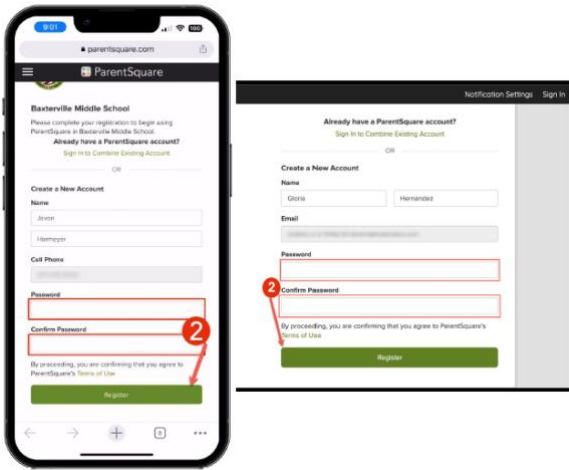 9:01
parentsquare.com
ParentSquare
Baxterville Middle School
Please complete your registration to begin using
ParentSquare in Baxterville Middle School.
Already have a ParentSquare account?
Sign In to Combine Existing Account
OR
Create a New Account
Name
Jevon
Harmeyer
Cell Phone
Password
Confirm Password
2
By proceeding, you are confirming that you agree to
ParentSquare's Terms of Use
Register
Notification Settings Sign In
Already have a ParentSquare account?
Sign In to Combine Existing Account
OR
Create a New Account
Name
Gloria Hernandez
Email
Password
Confirm Password
2
By proceeding, you are confirming that you agree to ParentSquare's
Terms of Use
Register